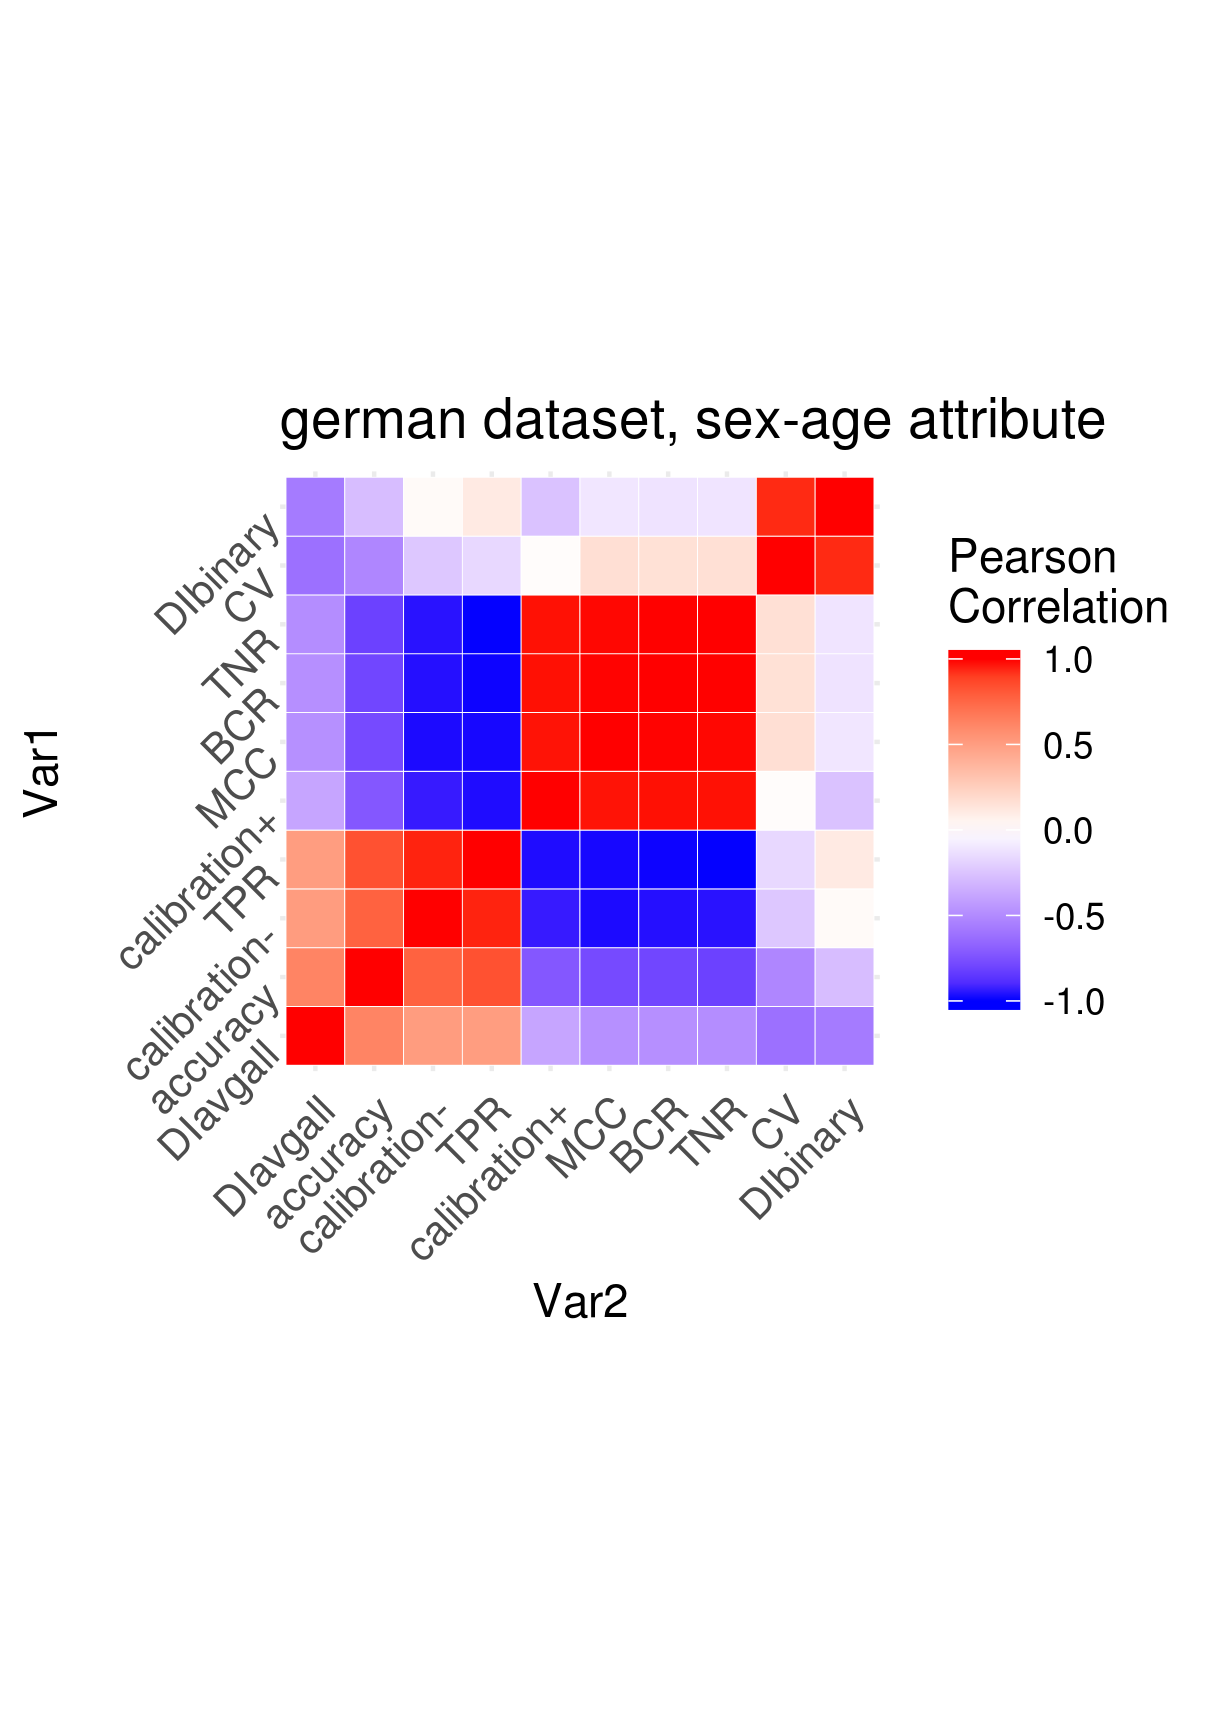 german dataset, sex-age attribute
DIbinary
CV
TNR
BCR
MCC
calibration+
TPR
calibration-
accuracy
DIavgall
Var1
DIavgall
accuracy
calibration-
TPR
calibration+
MCC
BCR
TNR
CV
DIbinary
Var2
Pearson
Correlation
1.0
0.5
0.0
-0.5
-1.0